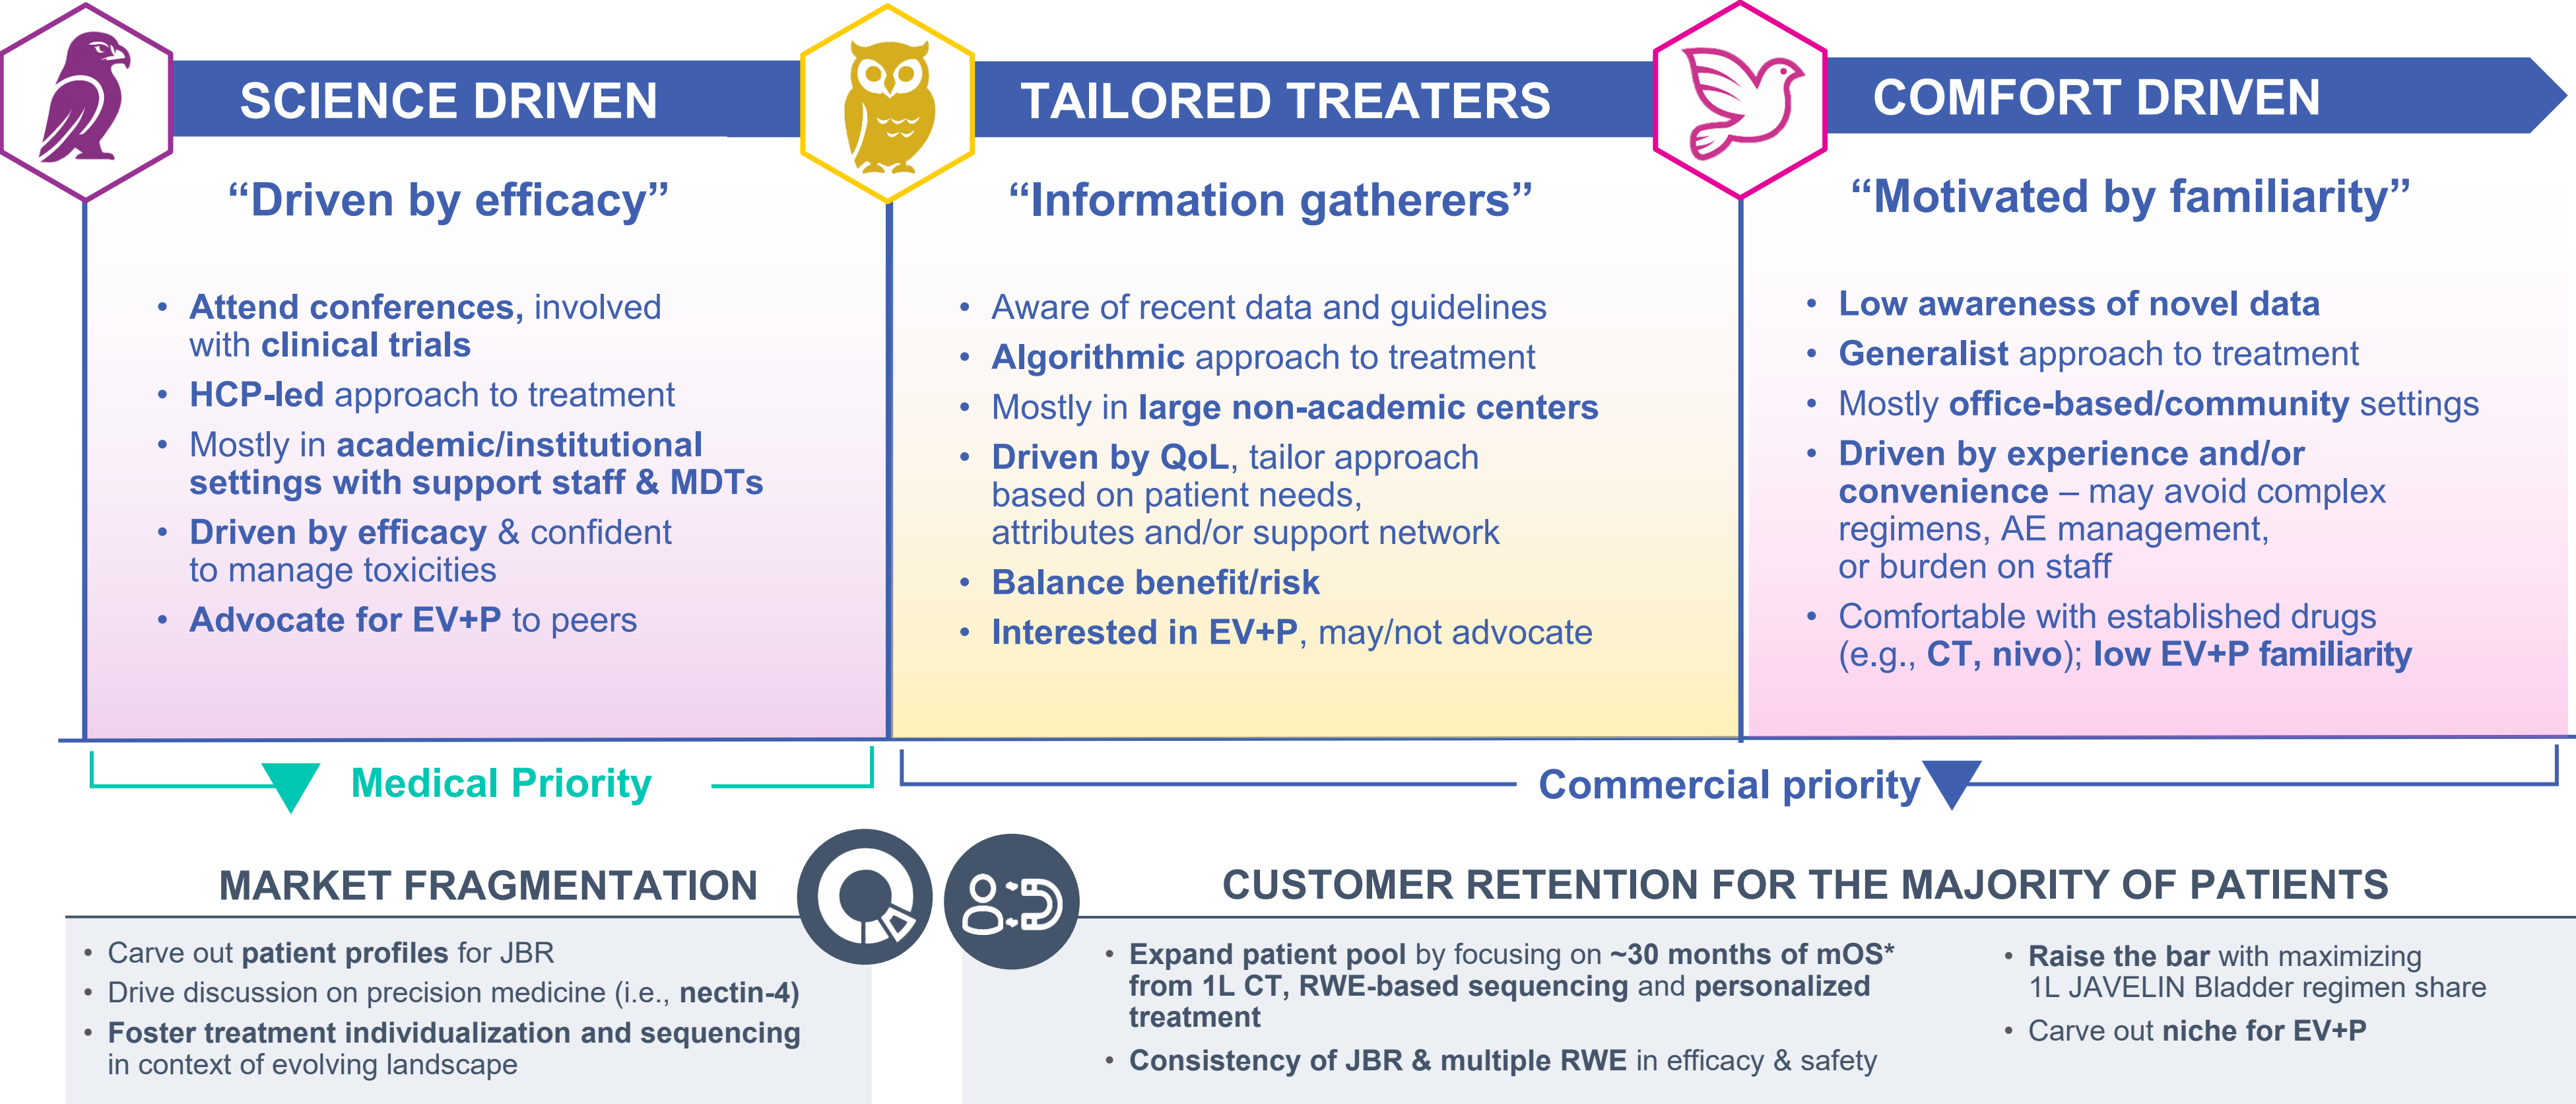 SCIENCE DRIVEN
"Driven by efficacy"
• Attend conferences, involved
with clinical trials
• HCP-led approach to treatment
• Mostly in academic/institutional
settings with support staff & MDTs
• Driven by efficacy & confident
to manage toxicities
• Advocate for EV+P to peers
TAILORED TREATERS
"Information gatherers"
• Aware of recent data and guidelines
• Algorithmic approach to treatment
• Mostly in large non-academic centers
• Driven by QoL, tailor approach
based on patient needs,
attributes and/or support network
• Balance benefit/risk
• Interested in EV+P, may/not advocate
COMFORT DRIVEN
"Motivated by familiarity"
• Low awareness of novel data
• Generalist approach to treatment
• Mostly office-based/community settings
• Driven by experience and/or
convenience – may avoid complex
regimens, AE management,
or burden on staff
• Comfortable with established drugs
(e.g., CT, nivo); low EV+P familiarity
Medical Priority
Commercial priority
MARKET FRAGMENTATION
• Carve out patient profiles for JBR
• Drive discussion on precision medicine (i.e., nectin-4)
• Foster treatment individualization and sequencing
in context of evolving landscape
CUSTOMER RETENTION FOR THE MAJORITY OF PATIENTS
• Expand patient pool by focusing on ~30 months of mOS*
from 1L CT, RWE-based sequencing and personalized
treatment
• Consistency of JBR & multiple RWE in efficacy & safety
• Raise the bar with maximizing
1L JAVELIN Bladder regimen share
• Carve out niche for EV+P